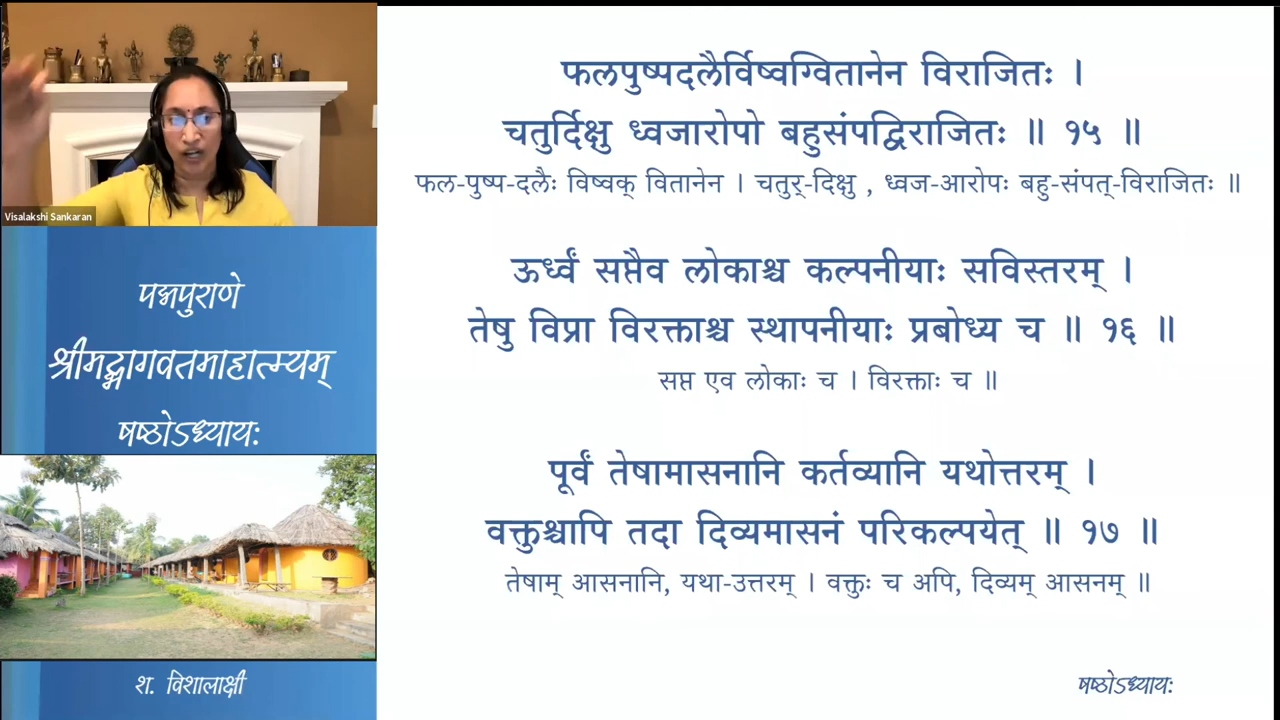 Visalakshi Sankaran
पद्मपुराणे
श्रीमद्भागवतमाहात्म्यम्
षष्ठोऽध्यायः
श. विशालाक्षी
फलपुष्पदलैर्विष्वग्वितानेन विराजितः ।
चतुर्दिक्षु ध्वजारोपो बहुसंपद्विराजितः ॥ १५ ॥
फल-पुष्प-दलैः विष्वक् वितानेन । चतुर्-दिक्षु , ध्वज-आरोपः बहु-संपत्-विराजितः ॥
ऊर्ध्वं सप्तैव लोकाश्च कल्पनीयाः सविस्तरम् ।
तेषु विप्रा विरक्ताश्च स्थापनीयाः प्रबोध्य च ॥ १६ ॥
सप्त एव लोकाः च । विरक्ताः च ॥
पूर्वं तेषामासनानि कर्तव्यानि यथोत्तरम् ।
वक्तुश्चापि तदा दिव्यमासनं परिकल्पयेत् ॥ १७ ॥
तेषाम् आसनानि, यथा-उत्तरम् । वक्तुः च अपि, दिव्यम् आसनम् ॥
षष्ठोऽध्यायः